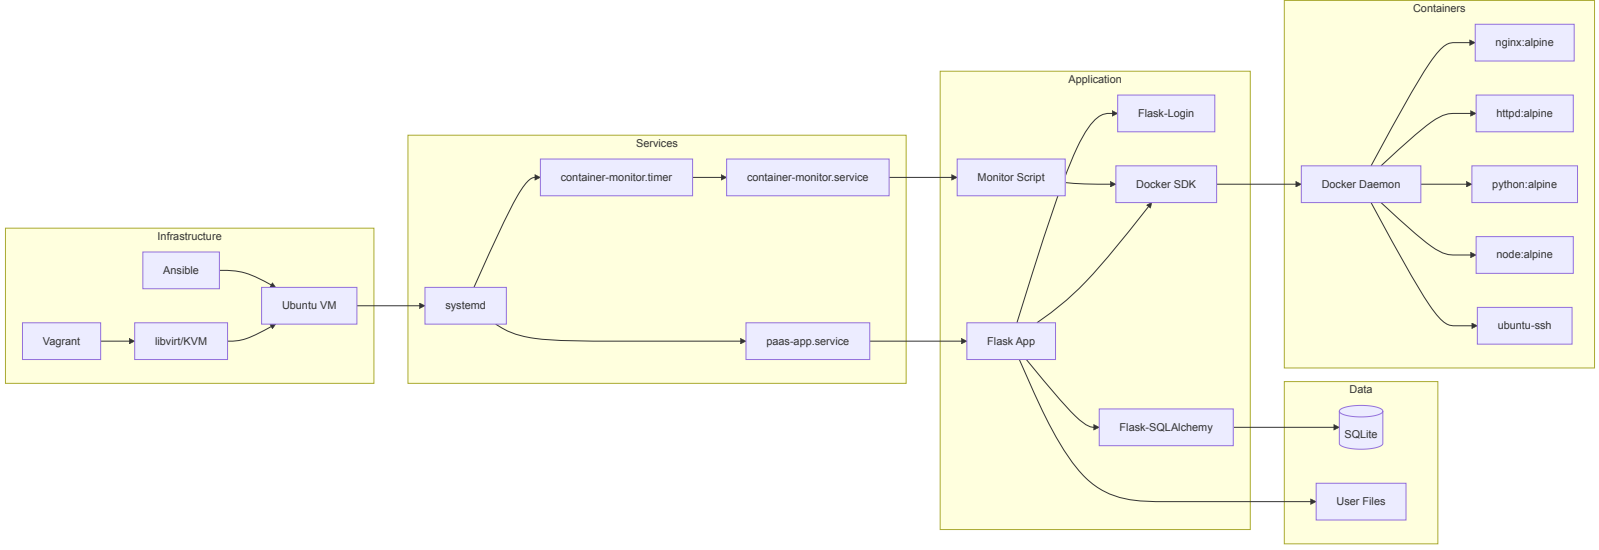 Infrastructure
Ansible
Ubuntu VM
Vagrant
libvirt/KVM
Services
container-monitor.timer
container-monitor.service
systemd
paas-app.service
Application
Flask-Login
Monitor Script
Docker SDK
Flask App
Flask-SQLAlchemy
Containers
nginx:alpine
httpd:alpine
Docker Daemon
python:alpine
node:alpine
ubuntu-ssh
Data
SQLite
User Files